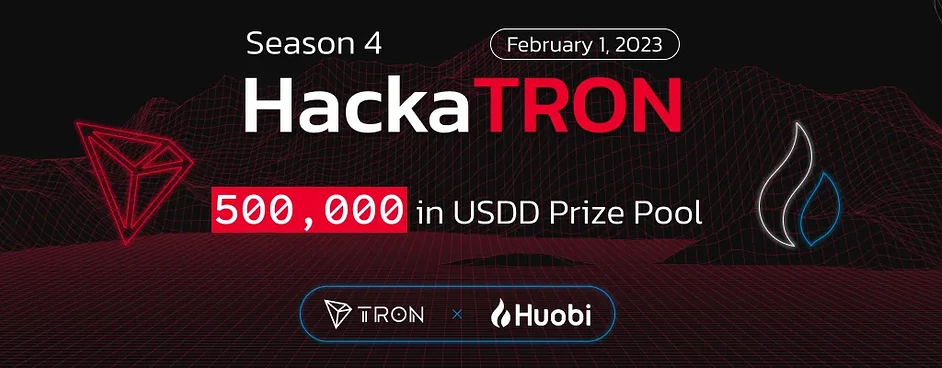 Season 4
February 1, 2023
HackaTRON
500,000 in USDD Prize Pool
TRON × Huobi